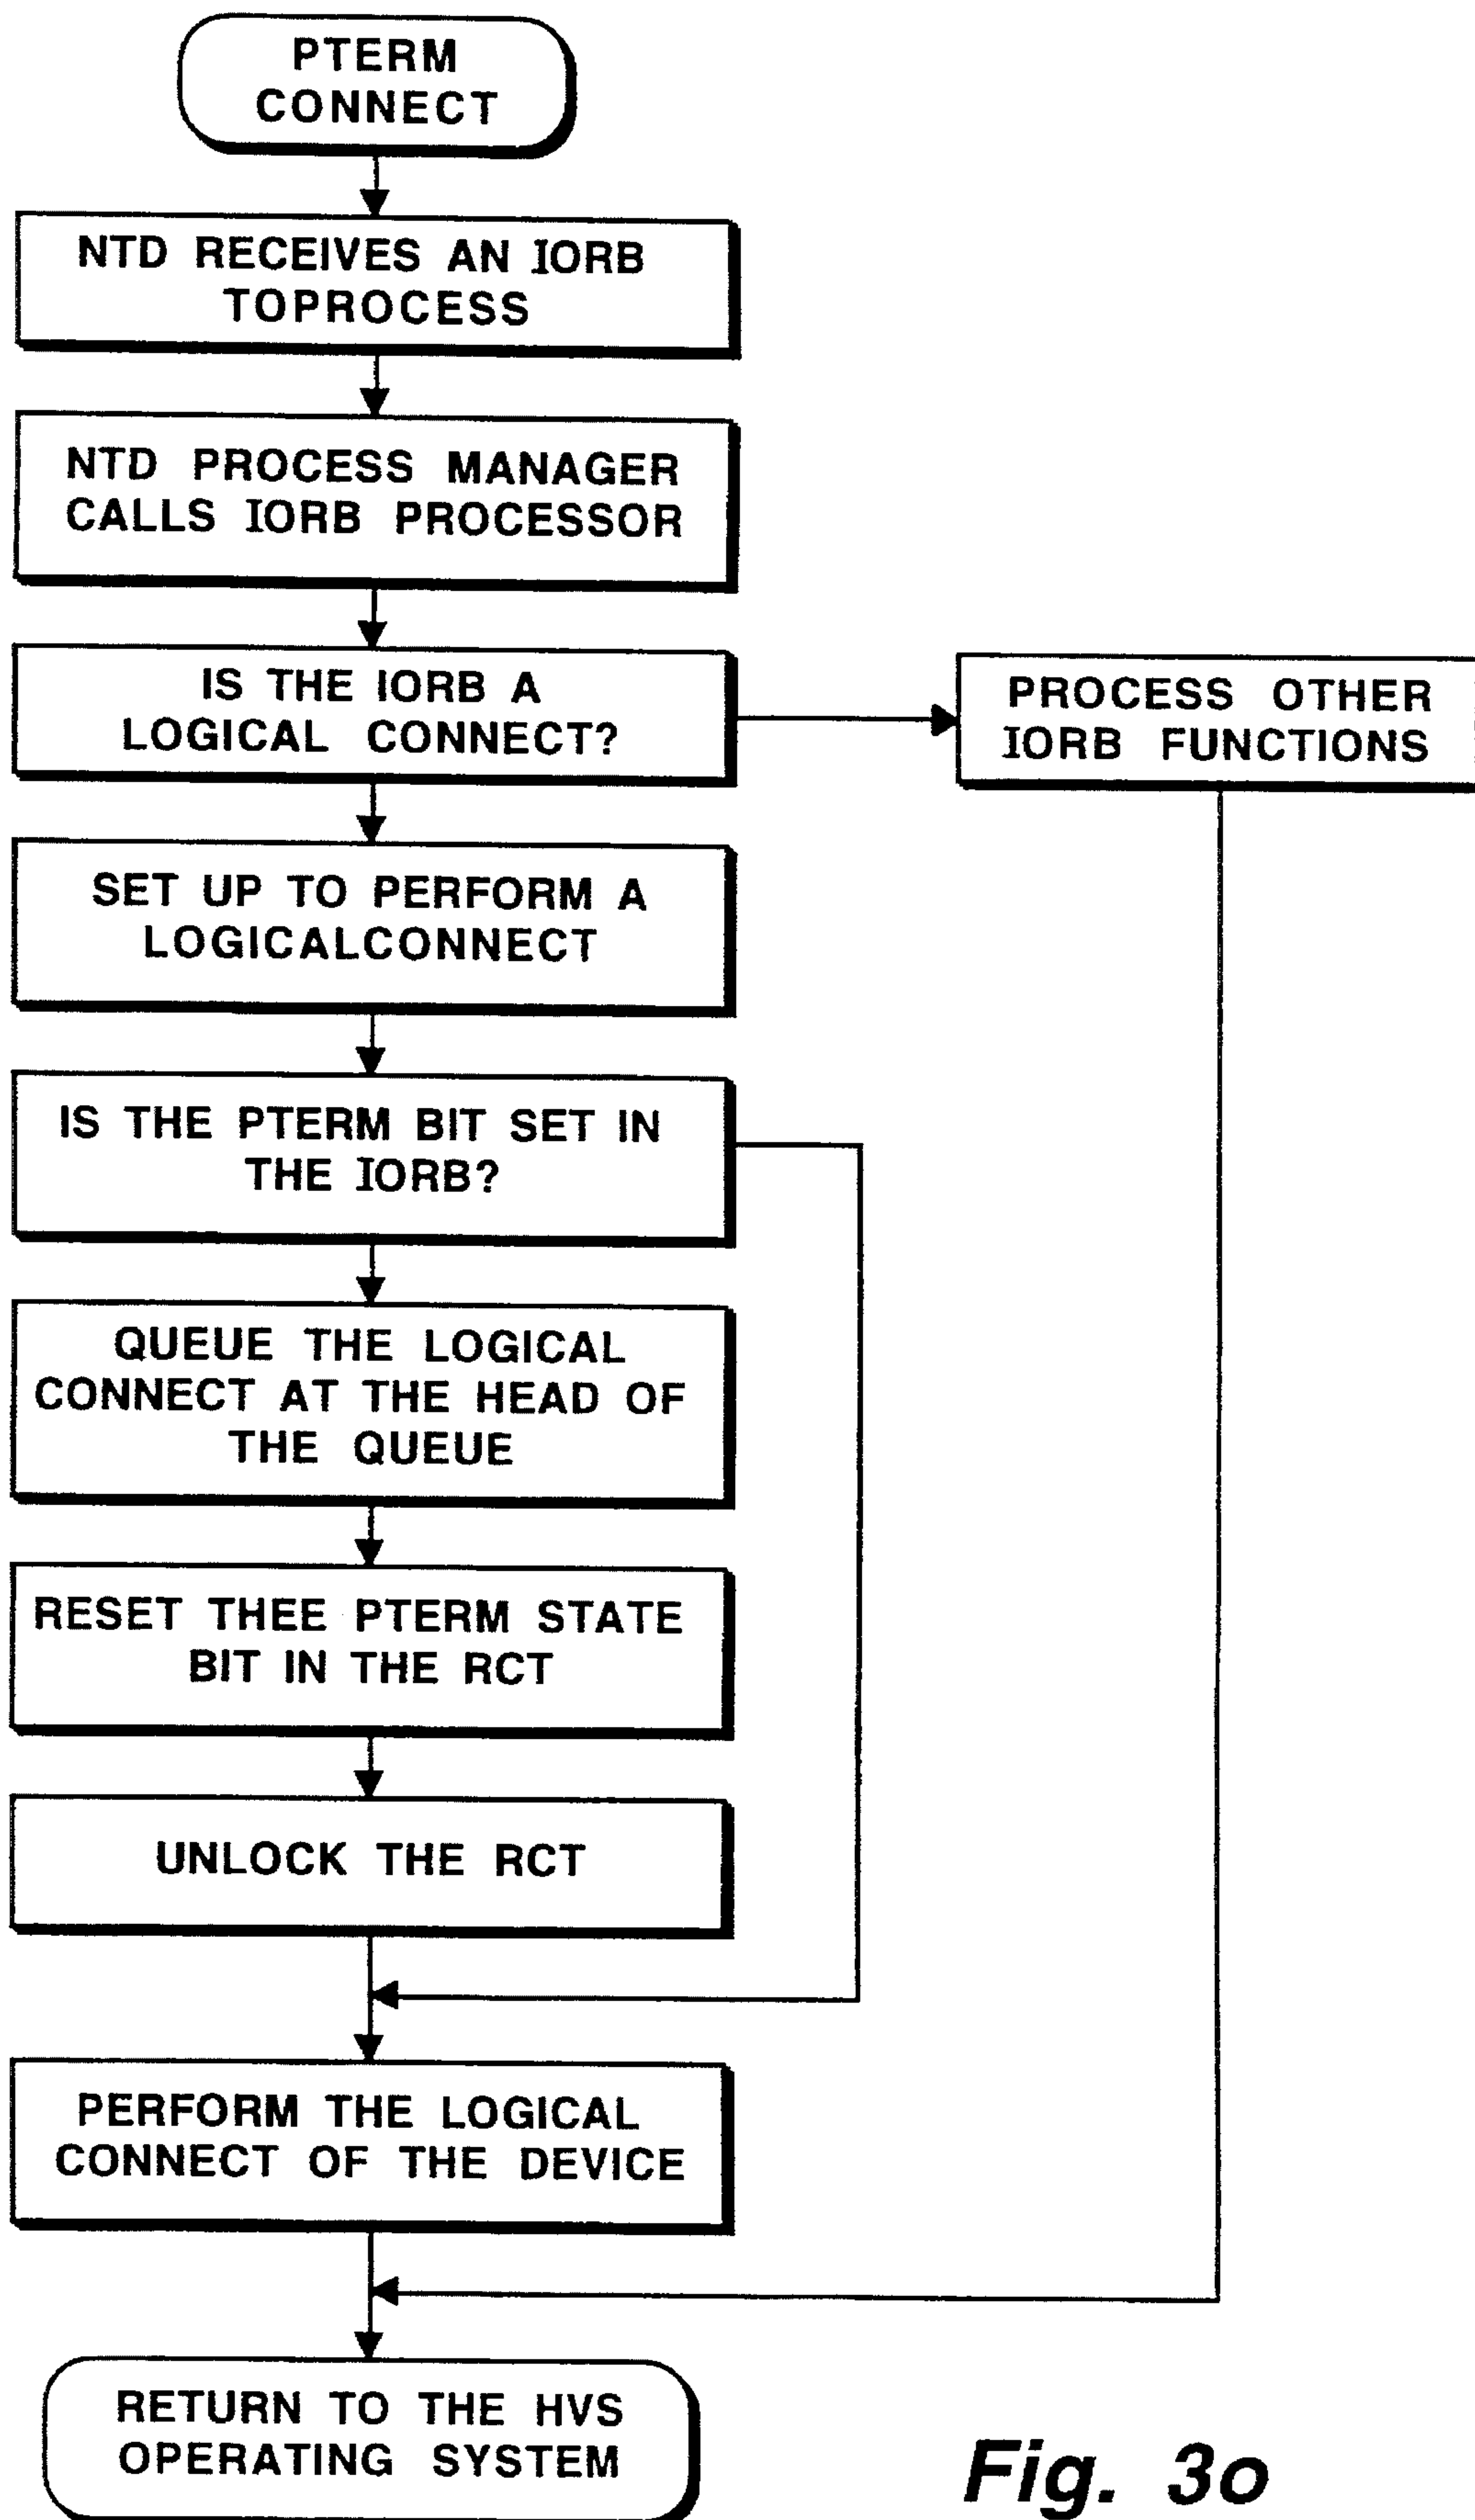 PTERM
CONNECT
NTD RECEIVES AN IORB
TOPROCESS
NTD PROCESS MANAGER
CALLS IORB PROCESSOR
IS THE IORB A
LOGICAL CONNECT?
PROCESS OTHER
IORB FUNCTIONS
SET UP TO PERFORM A
LOGICALCONNECT
IS THE PTERM BIT SET IN
THE IORB?
QUEUE THE LOGICAL
CONNECT AT THE HEAD OF
THE QUEUE
RESET THEE PTERM STATE
BIT IN THE RCT
UNLOCK THE RCT
PERFORM THE LOGICAL
CONNECT OF THE DEVICE
RETURN TO THE HVS
OPERATING SYSTEM
Fig. 3o